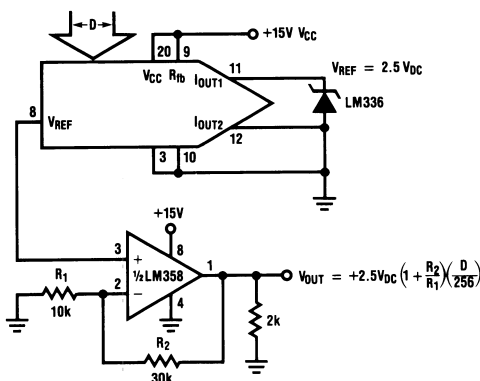 D
+15V VCC
20 9
VCC Rfb
IOUT1 11
VREF = 2.5 VDC
LM336
8
VREF
IOUT2
12
3 10
+15V
3
+
8
1
½ LM358
VOUT = +2.5VDC (1 + R2/R1) (D/256)
R1
2
−
4
10k
2k
R2
30k